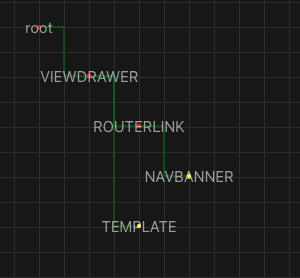 root
VIEWDRAWER
ROUTERLINK
NAVBANNER
TEMPLATE